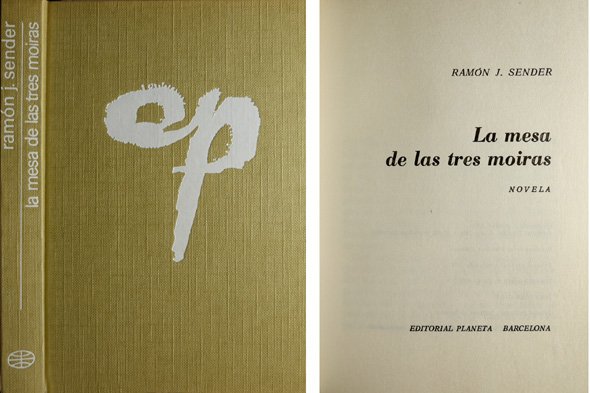 ramón j. sender
la mesa de las tres moiras
ep
RAMÓN J. SENDER
La mesa
de las tres moiras
NOVELA
EDITORIAL PLANETA BARCELONA